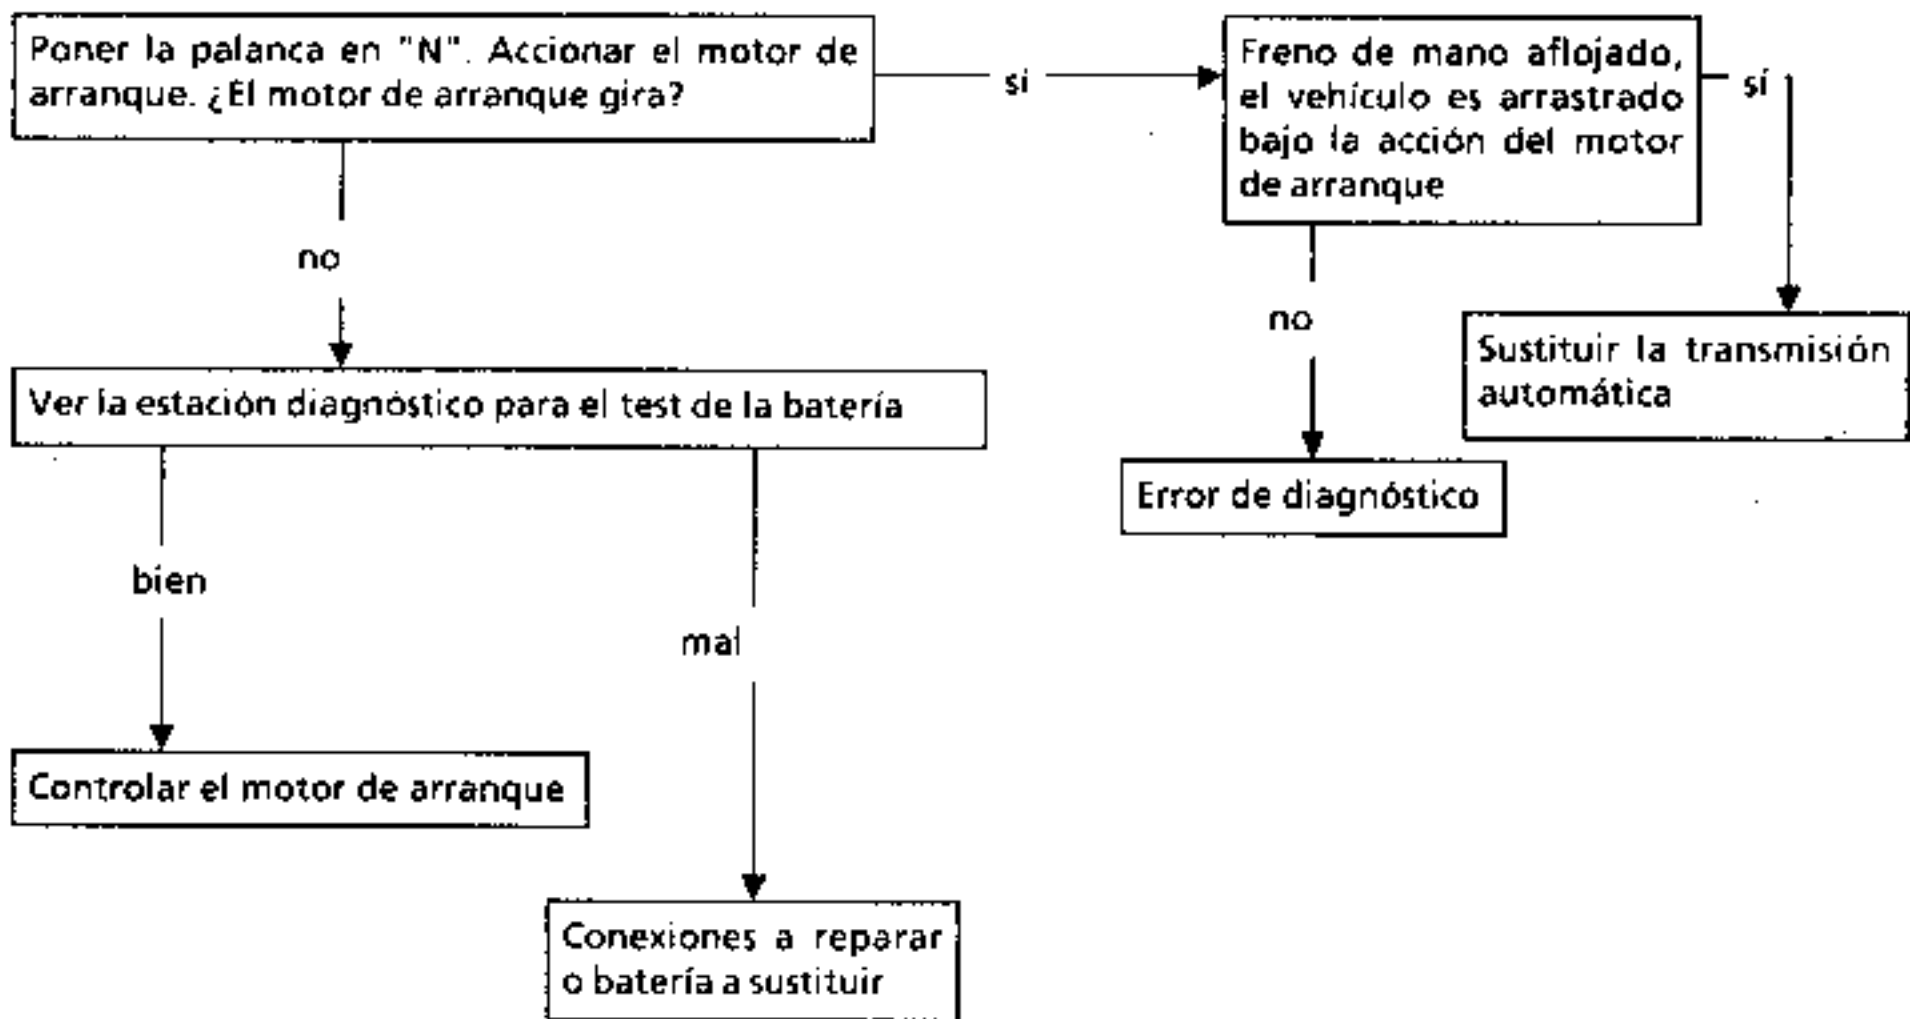 Poner la palanca en "N". Accionar el motor de
arranque. ¿El motor de arranque gira?
sí
Freno de mano aflojado,
el vehículo es arrastrado
bajo la acción del motor
de arranque
sí
no
no
Sustituir la transmisión
automática
Ver la estación diagnóstico para el test de la batería
Error de diagnóstico
bien
mal
Controlar el motor de arranque
Conexiones a reparar
o batería a sustituir